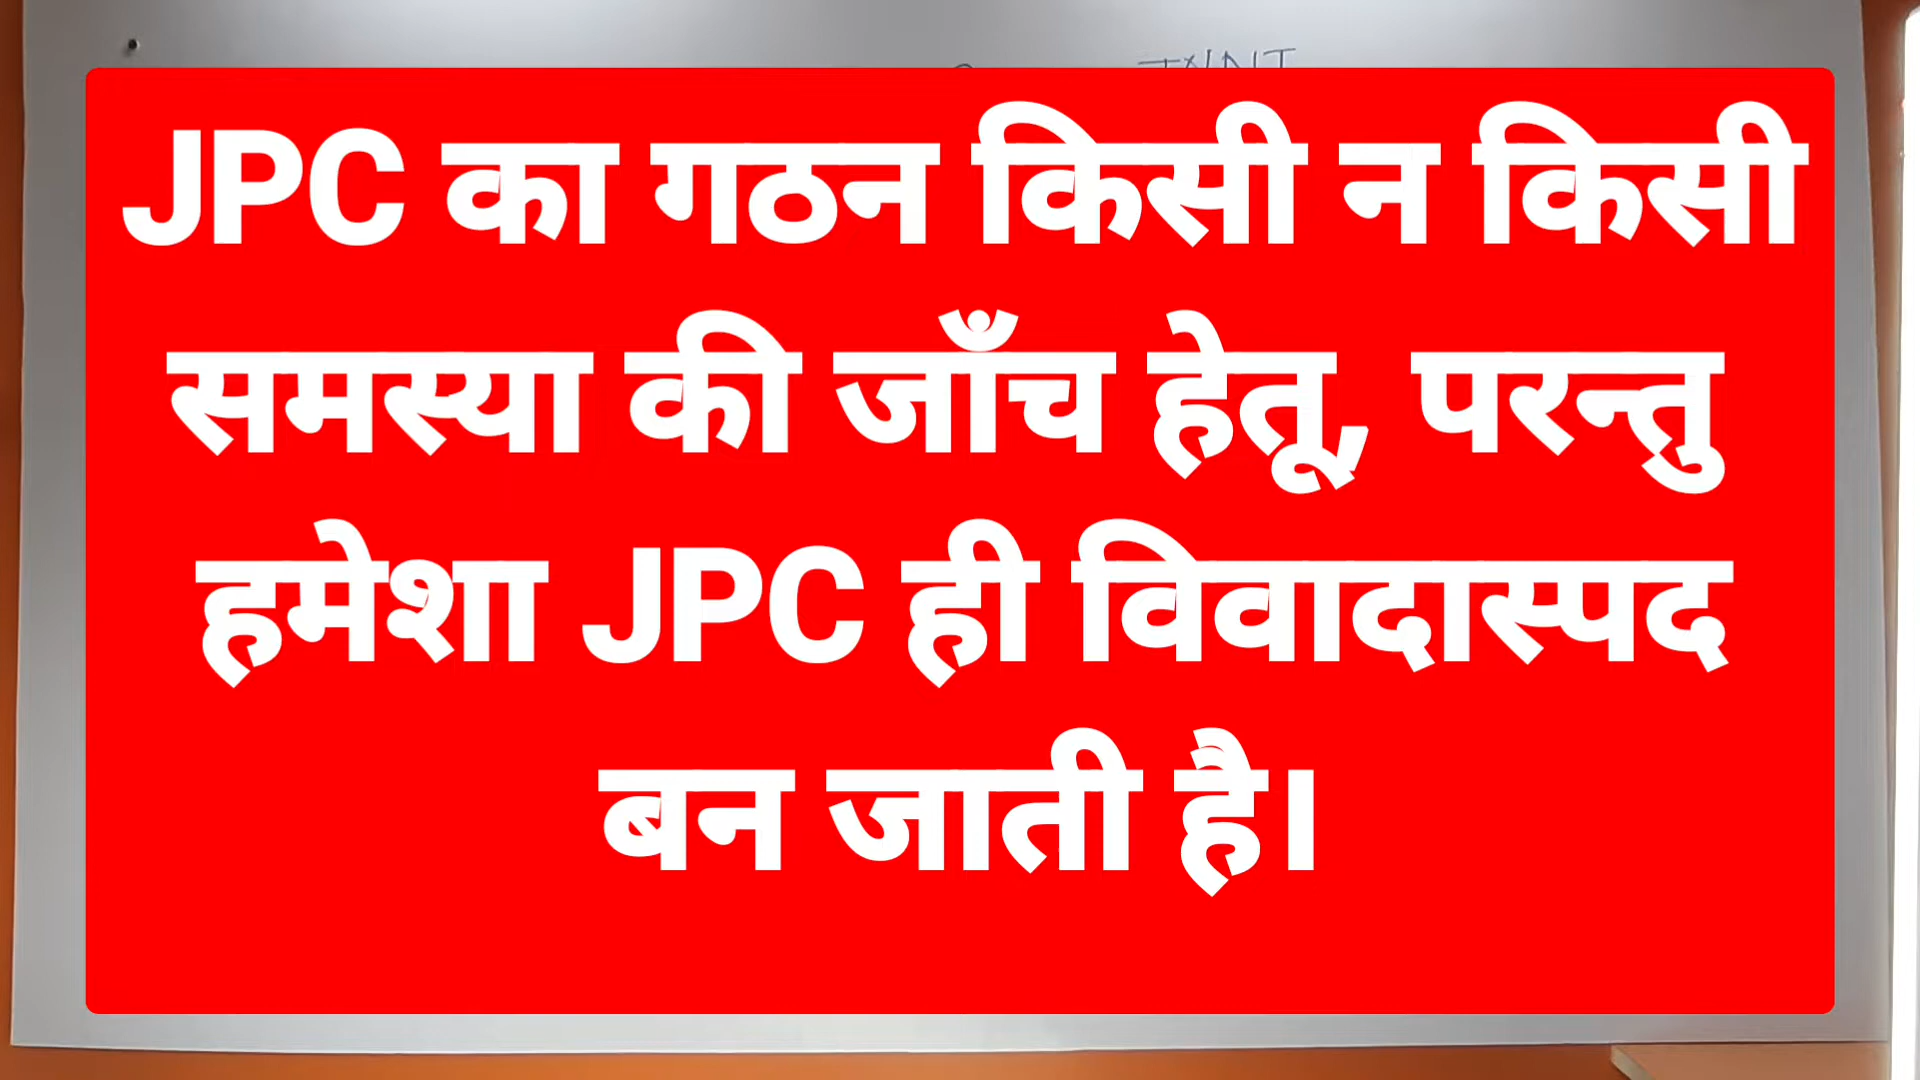 JPC का गठन किसी न किसी
समस्या की जाँच हेतू, परन्तु
हमेशा JPC ही विवादास्पद
बन जाती है।